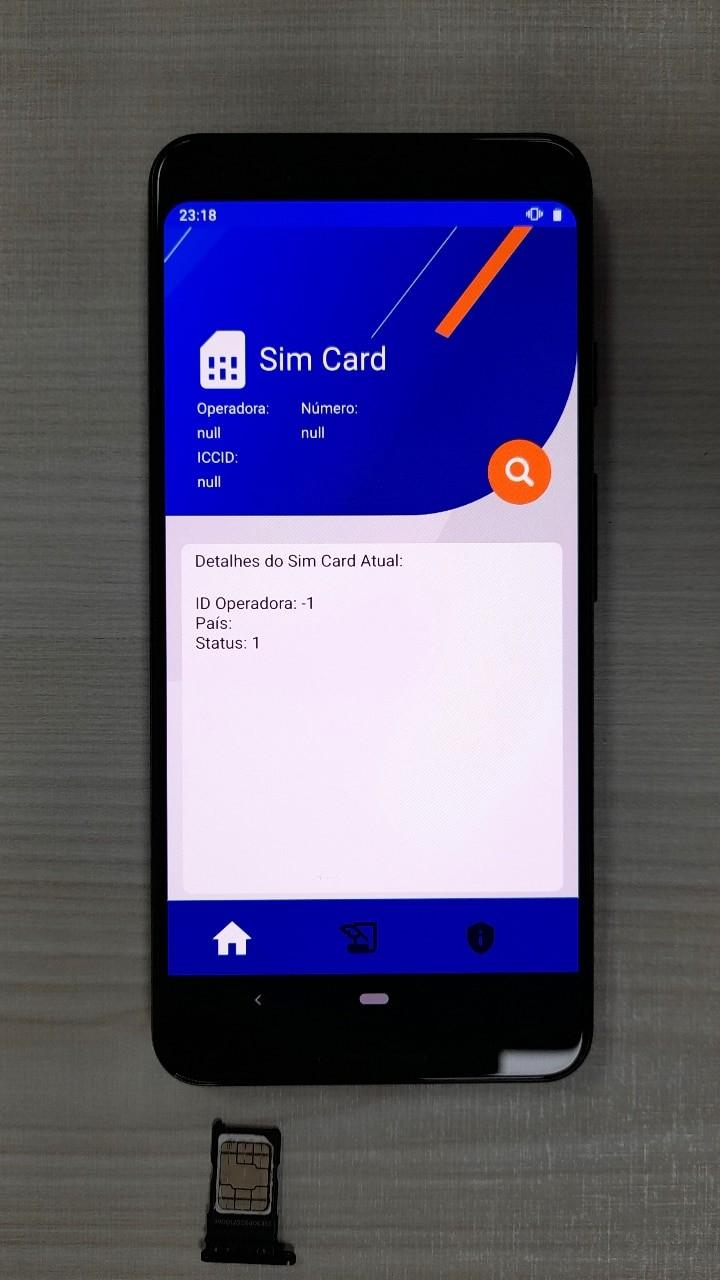 23:18
Sim Card
Operadora: Número:
null null
ICCID:
null
Detalhes do Sim Card Atual:
ID Operadora: -1
País:
Status: 1